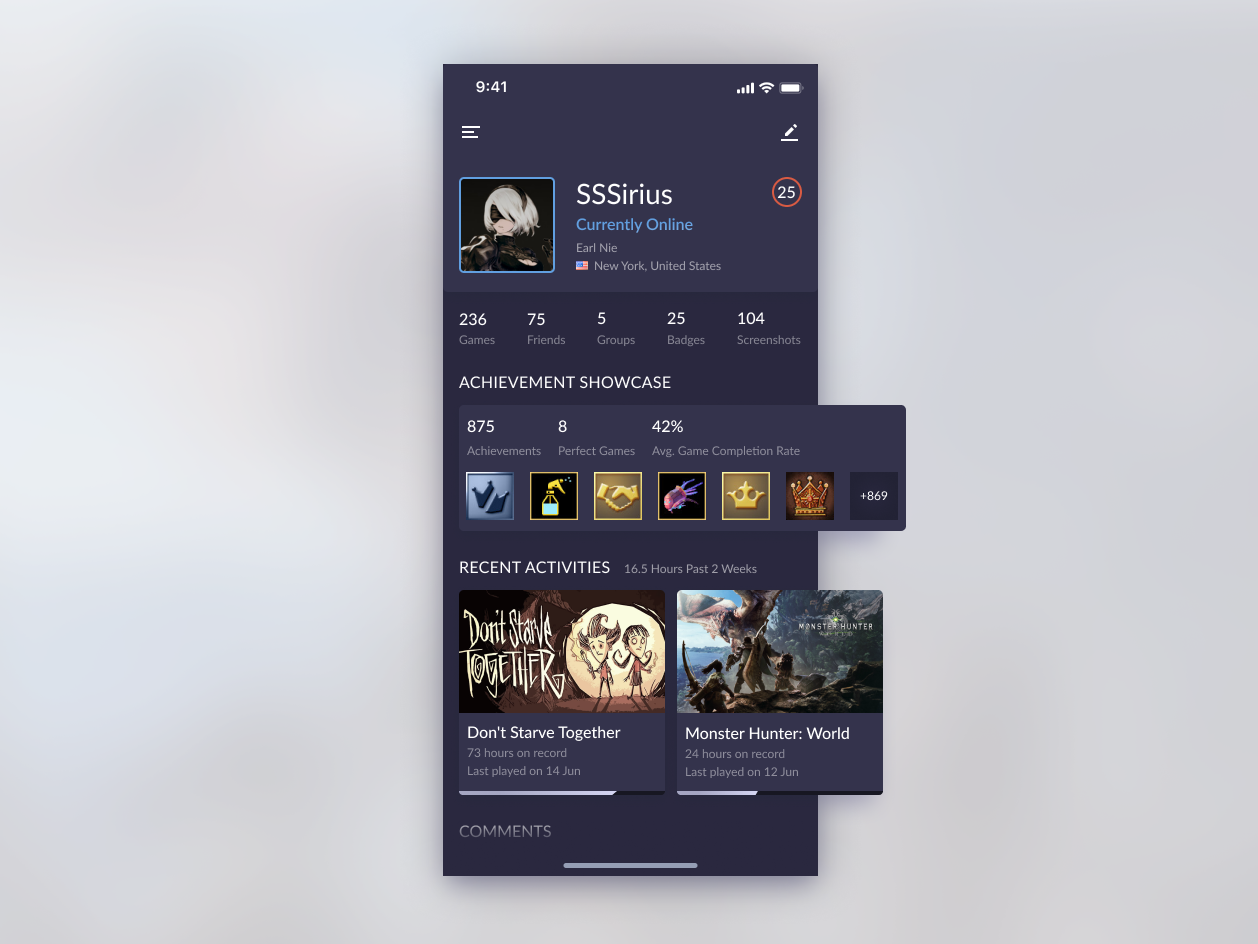 9:41
SSSirius
25
Currently Online
Earl Nie
New York, United States
236 75 5 25 104
Games Friends Groups Badges Screenshots
ACHIEVEMENT SHOWCASE
875 8 42%
Achievements Perfect Games Avg. Game Completion Rate
+869
RECENT ACTIVITIES 16.5 Hours Past 2 Weeks
Don't Starve
TOGETHER
MONSTER HUNTER
WORLD
Don't Starve Together
73 hours on record
Last played on 14 Jun
Monster Hunter: World
24 hours on record
Last played on 12 Jun
COMMENTS